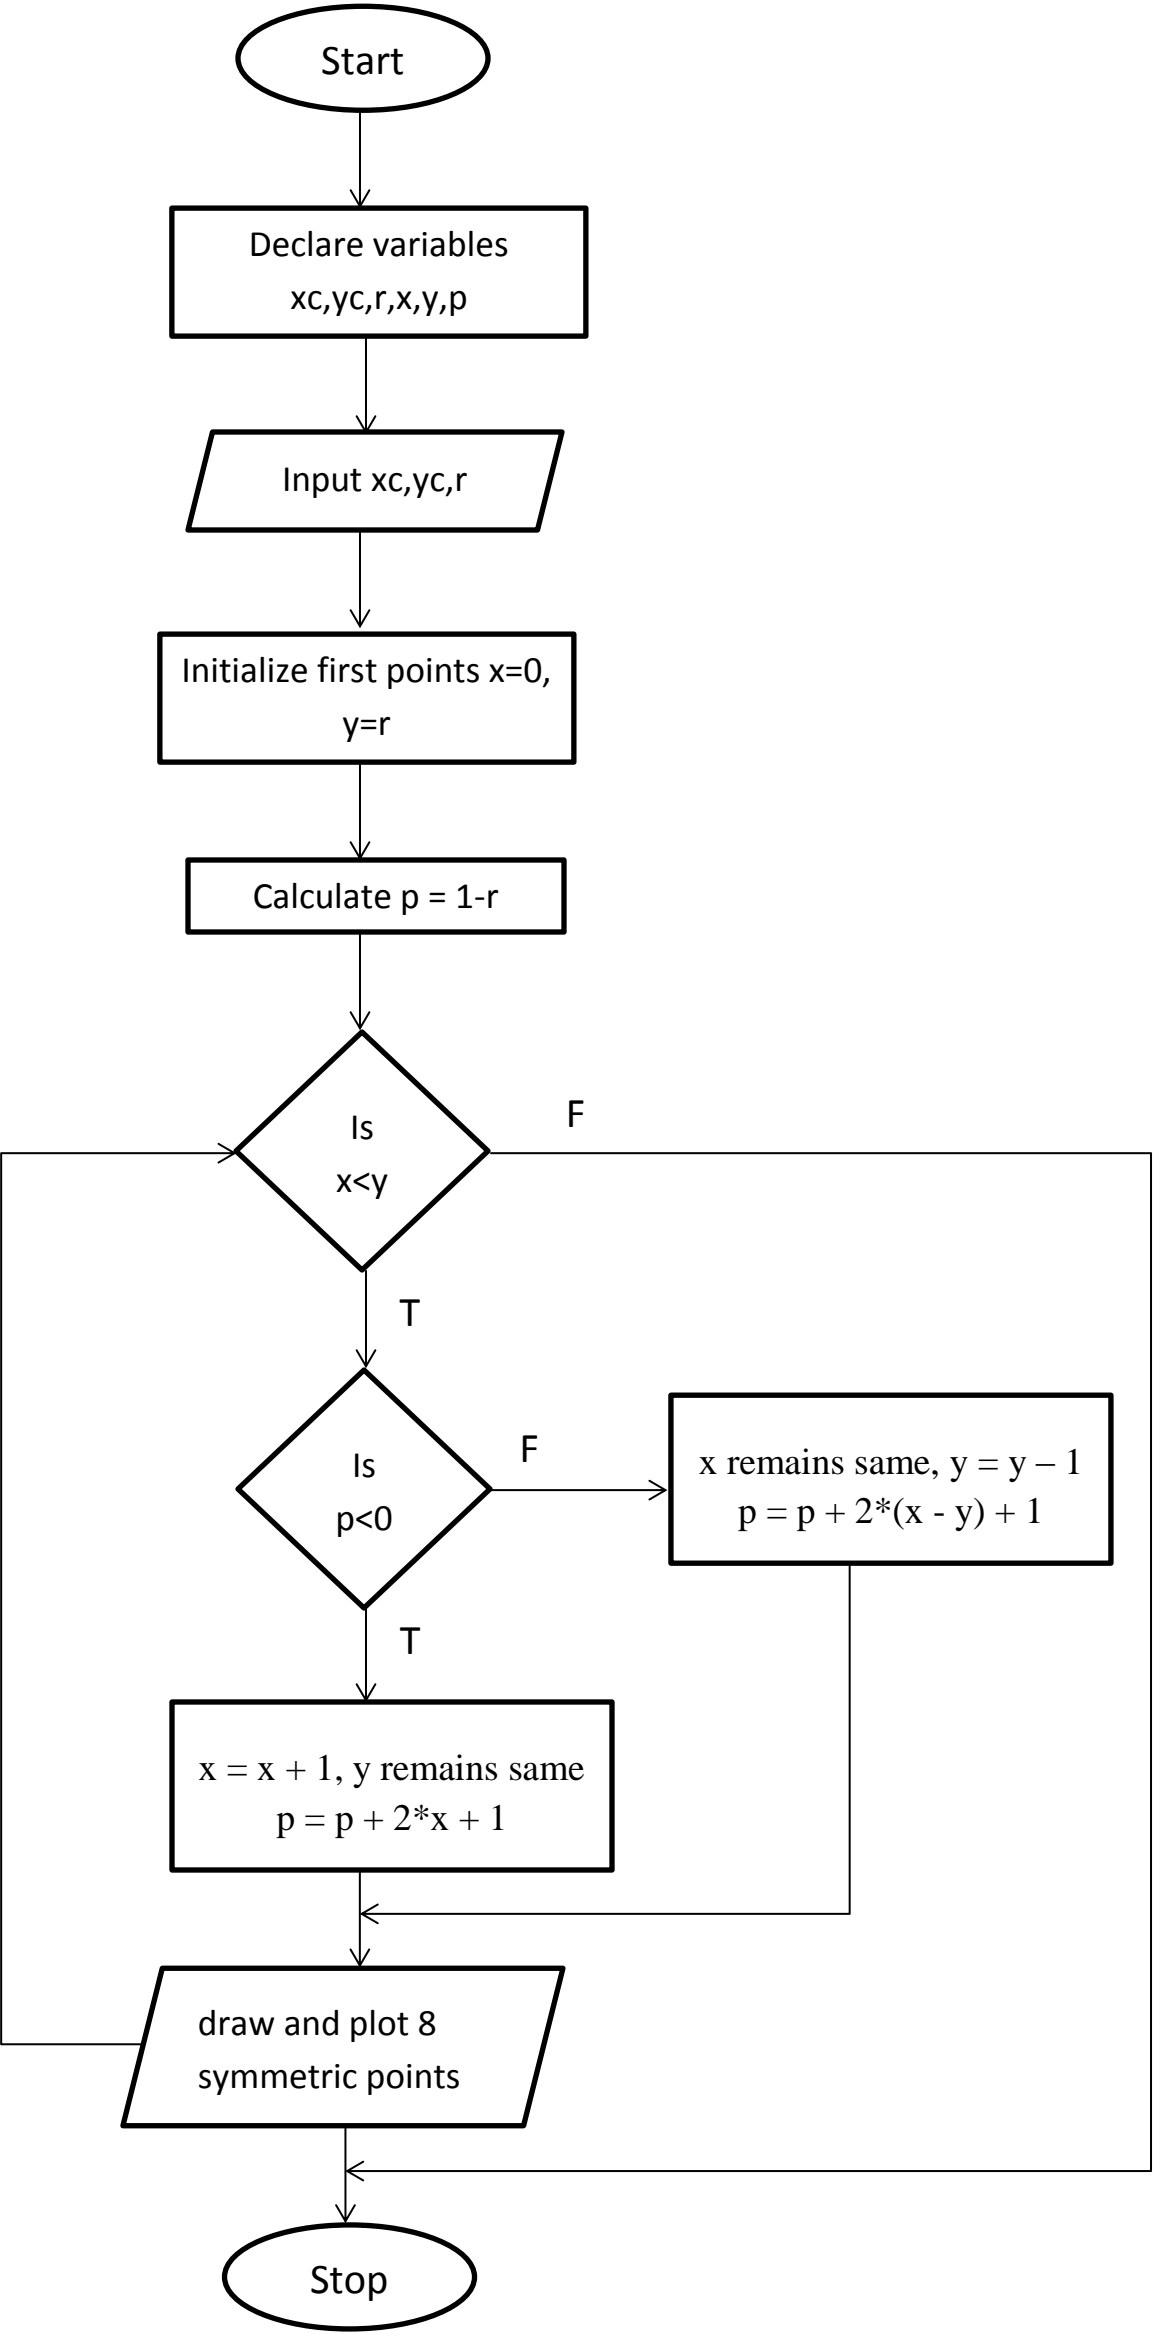 Start
Declare variables
xc,yc,r,x,y,p
Input xc,yc,r
Initialize first points x=0,
y=r
Calculate p = 1-r
Is
x<y
F
T
Is
p<0
F
x remains same, y = y – 1
p = p + 2*(x - y) + 1
T
x = x + 1, y remains same
p = p + 2*x + 1
draw and plot 8
symmetric points
Stop